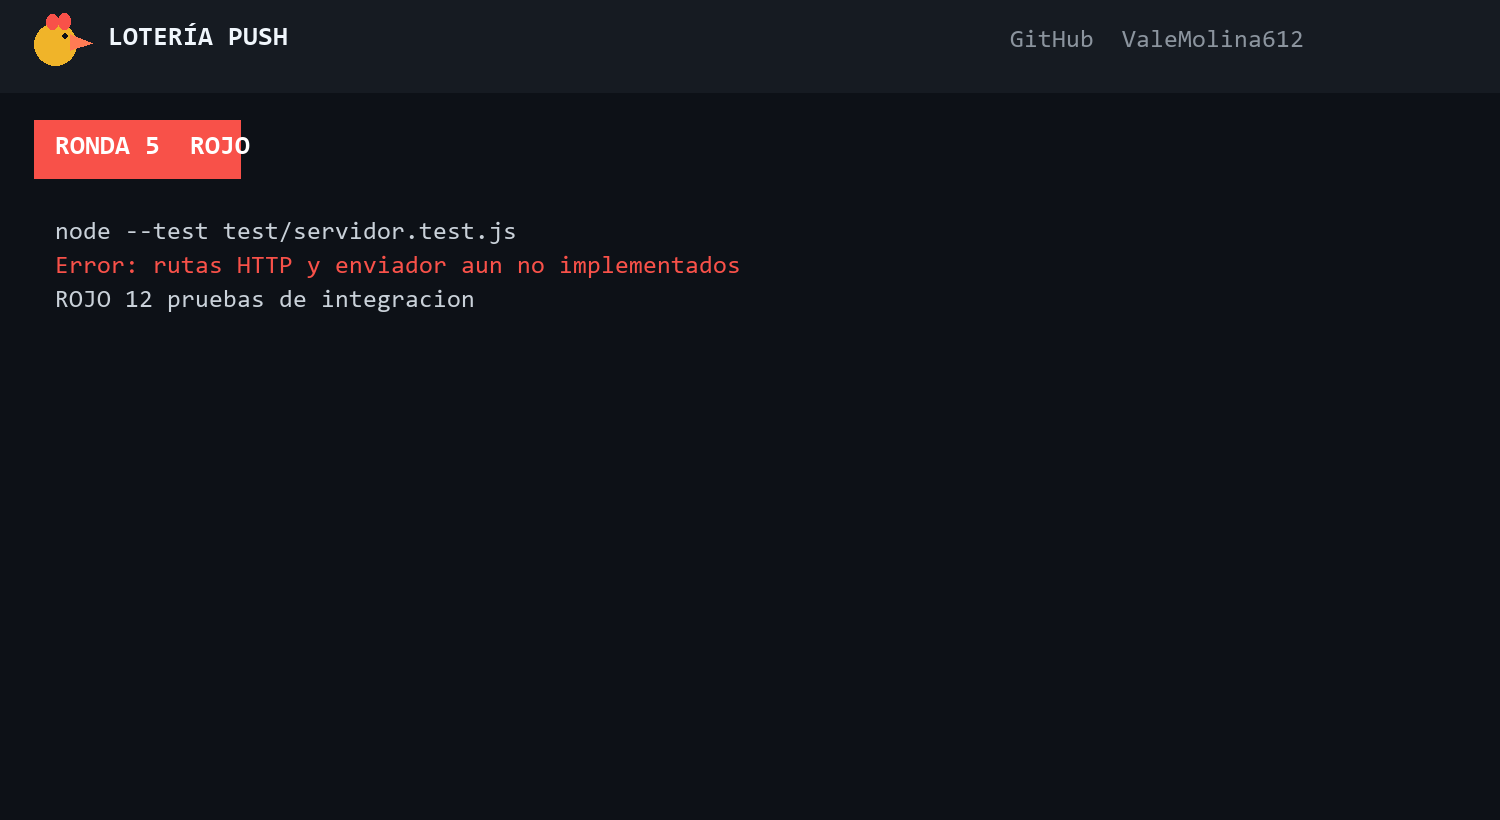 LOTERÍA PUSH
GitHub ValeMolina612
RONDA 5 ROJO
node --test test/servidor.test.js
Error: rutas HTTP y enviador aun no implementados
ROJO 12 pruebas de integracion